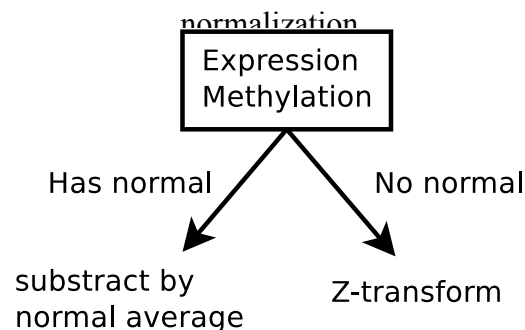 normalization
Expression
Methylation
Has normal
No normal
substract by
normal average
Z-transform